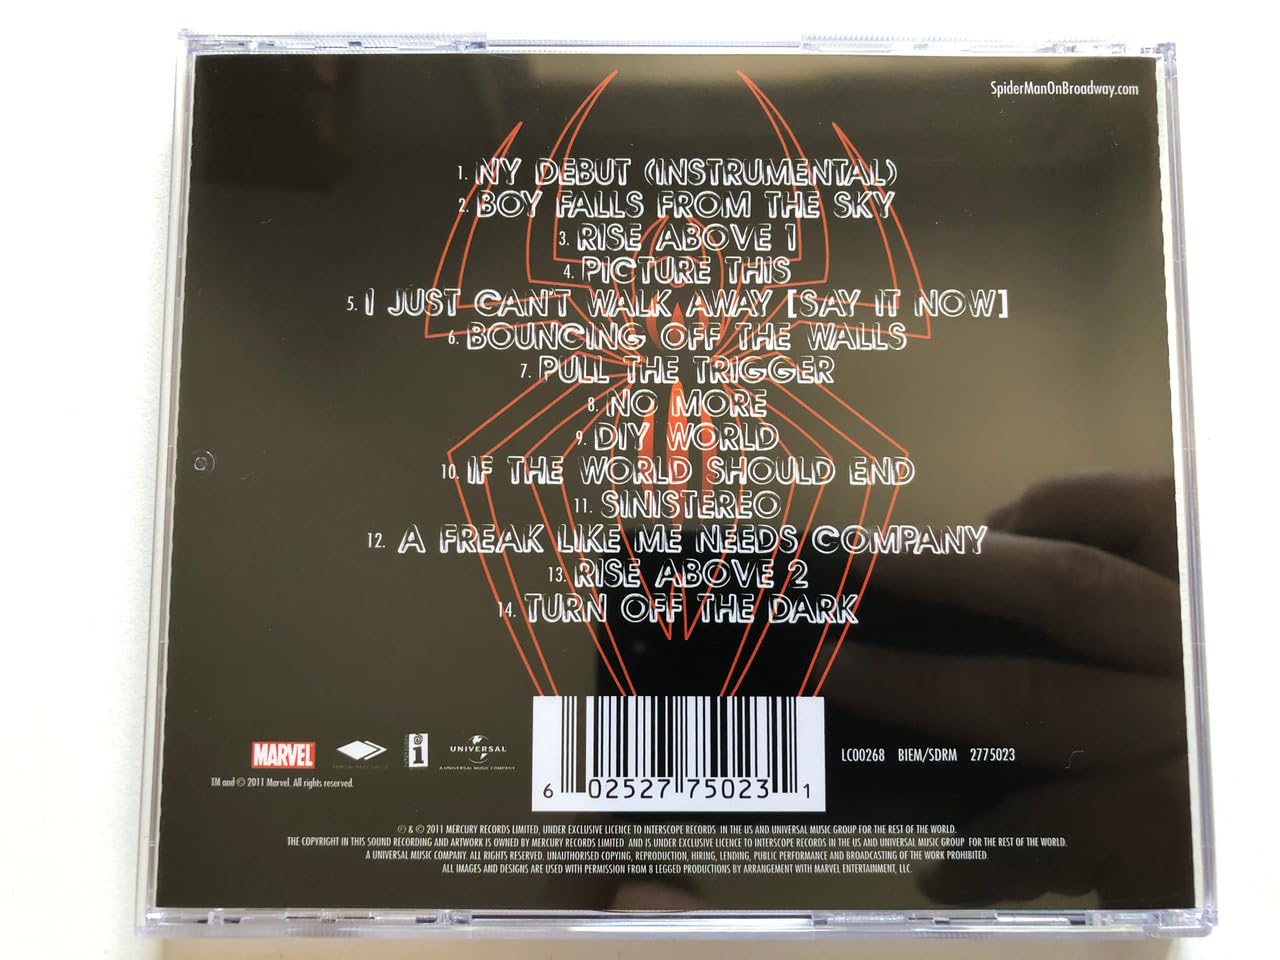 SpiderManOnBroadway.com
1. NY DEBUT (INSTRUMENTAL)
2. BOY FALLS FROM THE SKY
3. RISE ABOVE 1
4. PICTURE THIS
5. I JUST CAN'T WALK AWAY [SAY IT NOW]
6. BOUNCING OFF THE WALLS
7. PULL THE TRIGGER
8. NO MORE
9. DIY WORLD
10. IF THE WORLD SHOULD END
11. SINISTEREO
12. A FREAK LIKE ME NEEDS COMPANY
13. RISE ABOVE 2
14. TURN OFF THE DARK
MARVEL
UNIVERSAL
A UNIVERSAL MUSIC COMPANY
TM and © 2011 Marvel. All rights reserved.
LC00268 BIEM/SDRM 2775023
6 02527 75023 1
℗ & © 2011 MERCURY RECORDS LIMITED, UNDER EXCLUSIVE LICENCE TO INTERSCOPE RECORDS IN THE US AND UNIVERSAL MUSIC GROUP FOR THE REST OF THE WORLD.
THE COPYRIGHT IN THIS SOUND RECORDING AND ARTWORK IS OWNED BY MERCURY RECORDS LIMITED AND IS UNDER EXCLUSIVE LICENCE TO INTERSCOPE RECORDS IN THE US AND UNIVERSAL MUSIC GROUP FOR THE REST OF THE WORLD.
A UNIVERSAL MUSIC COMPANY. ALL RIGHTS RESERVED. UNAUTHORISED COPYING, REPRODUCTION, HIRING, LENDING, PUBLIC PERFORMANCE AND BROADCASTING OF THE WORK PROHIBITED.
ALL IMAGES AND DESIGNS ARE USED WITH PERMISSION FROM 8 LEGGED PRODUCTIONS BY ARRANGEMENT WITH MARVEL ENTERTAINMENT, LLC.